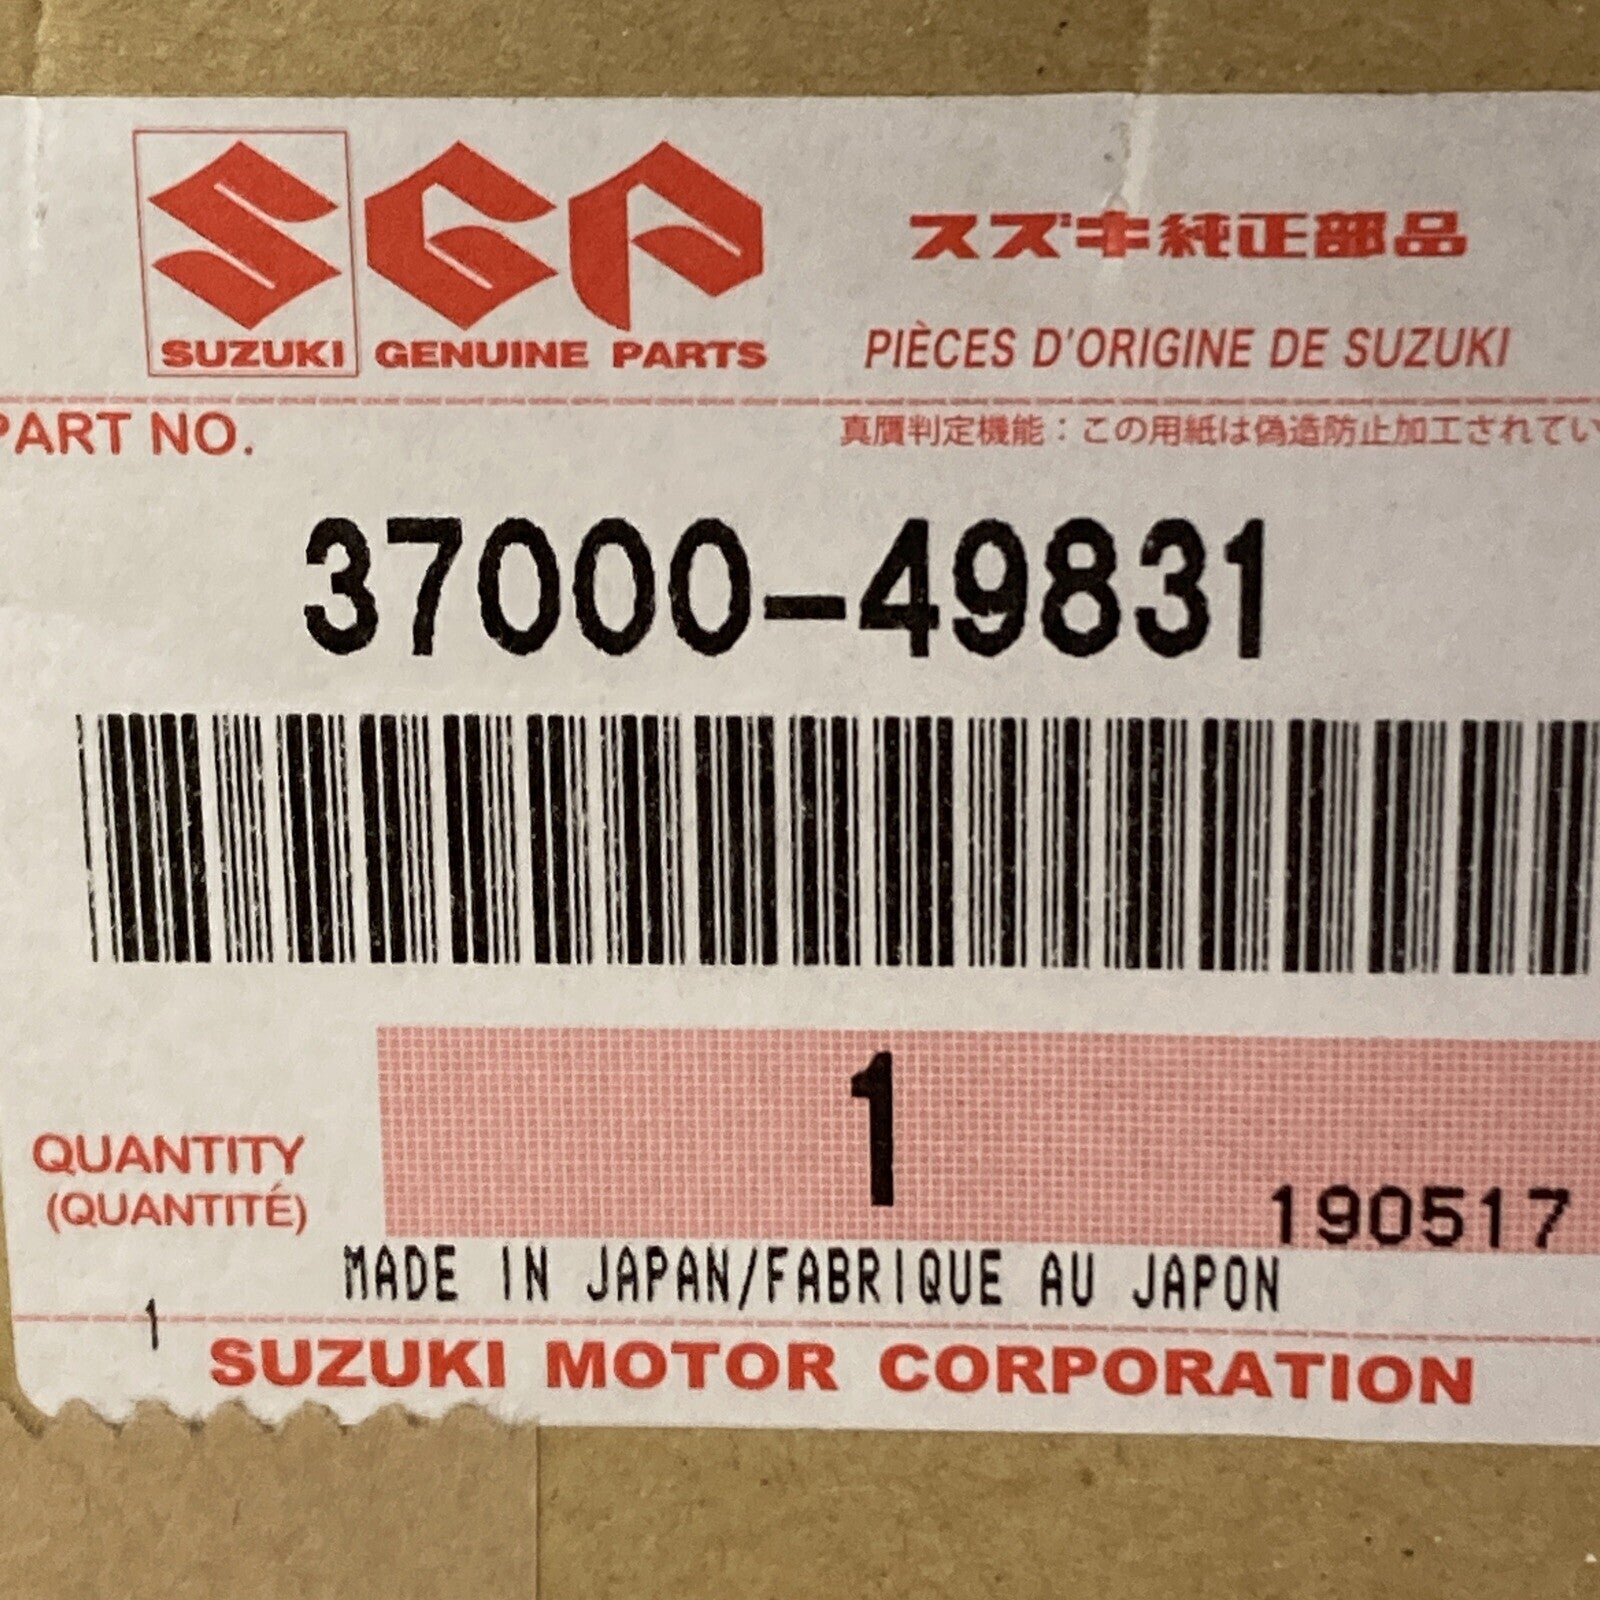 SGP
SUZUKI GENUINE PARTS
スズキ純正部品
PIÈCES D'ORIGINE DE SUZUKI
PART NO.
真贋判定機能：この用紙は偽造防止加工されてい
37000-49831
1
QUANTITY
(QUANTITÉ)
190517
MADE IN JAPAN/FABRIQUE AU JAPON
1
SUZUKI MOTOR CORPORATION